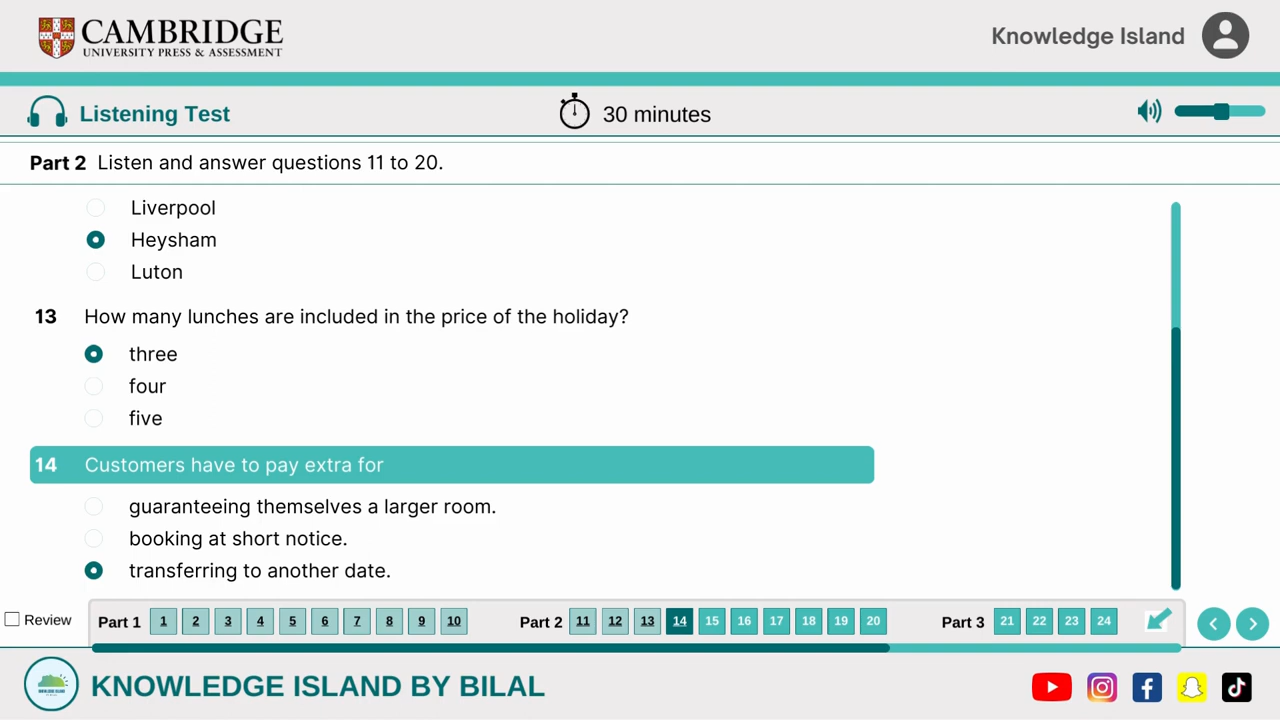 CAMBRIDGE
UNIVERSITY PRESS & ASSESSMENT
Knowledge Island
Listening Test
30 minutes
Part 2 Listen and answer questions 11 to 20.
Liverpool
Heysham
Luton
13 How many lunches are included in the price of the holiday?
three
four
five
14 Customers have to pay extra for
guaranteeing themselves a larger room.
booking at short notice.
transferring to another date.
Review Part 1 1 2 3 4 5 6 7 8 9 10 Part 2 11 12 13 14 15 16 17 18 19 20 Part 3 21 22 23 24
KNOWLEDGE ISLAND BY BILAL